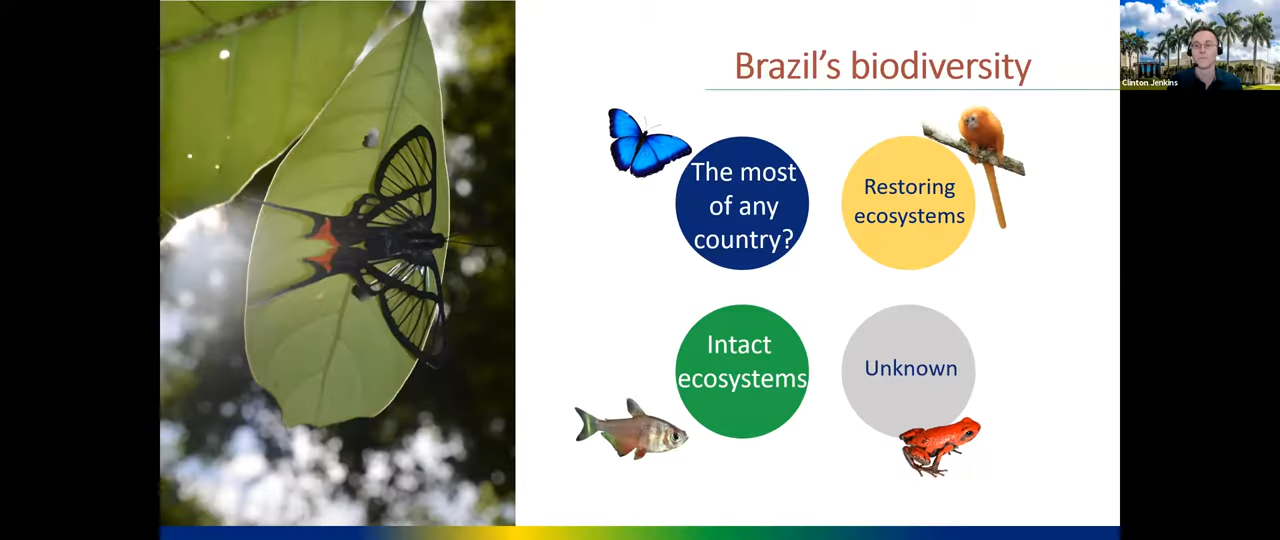 Brazil's biodiversity
Clinton Jenkins
The most
of any
country?
Restoring
ecosystems
Intact
ecosystems
Unknown